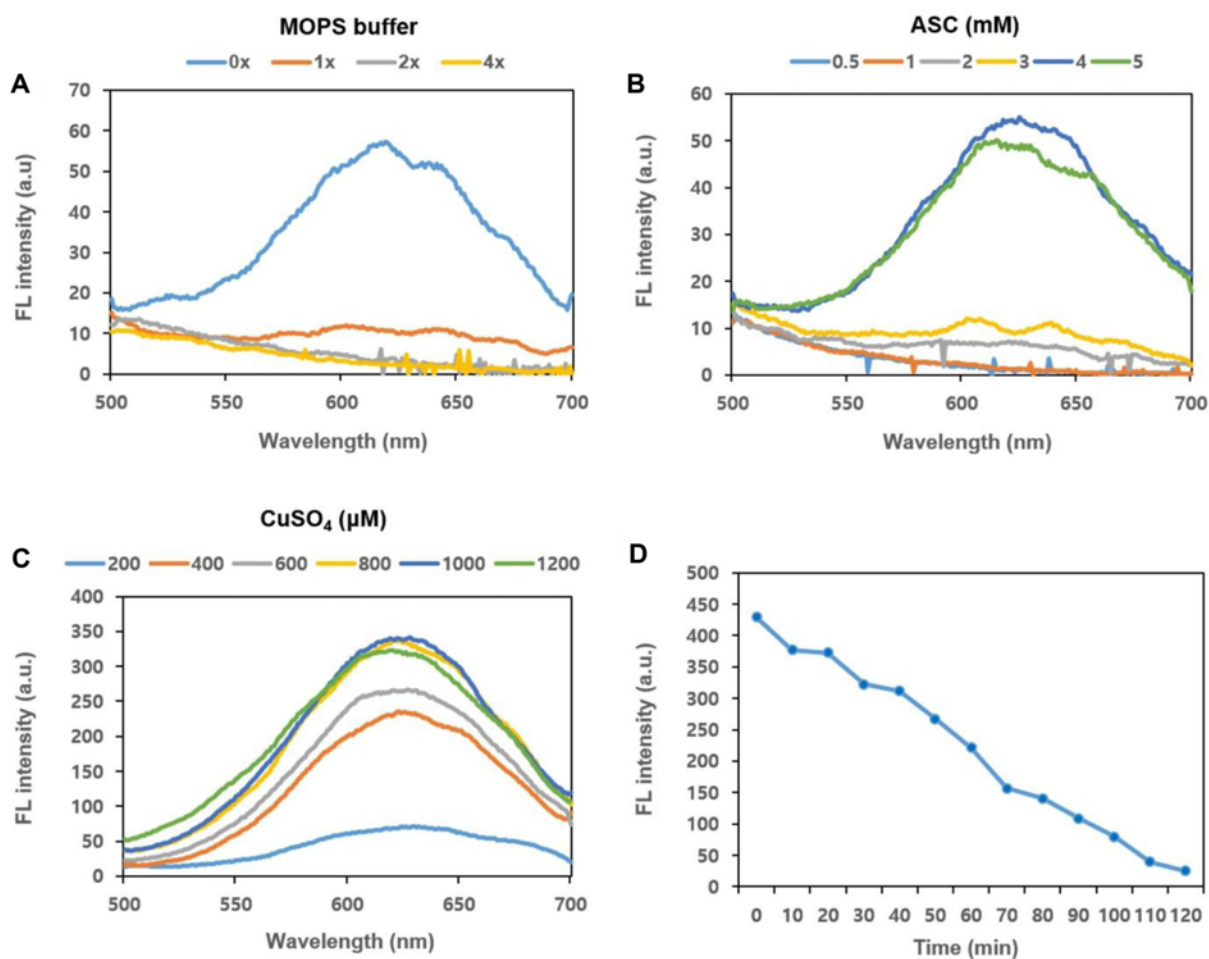 MOPS buffer
0x 1x 2x 4x
A
FL intensity (a.u)
70
60
50
40
30
20
10
0
500 550 600 650 700
Wavelength (nm)
ASC (mM)
0.5 1 2 3 4 5
B
FL intensity (a.u.)
60
50
40
30
20
10
0
500 550 600 650 700
Wavelength (nm)
CuSO₄ (µM)
200 400 600 800 1000 1200
C
FL intensity (a.u.)
400
350
300
250
200
150
100
50
0
500 550 600 650 700
Wavelength (nm)
D
FL intensity (a.u.)
500
450
400
350
300
250
200
150
100
50
0
0 10 20 30 40 50 60 70 80 90 100 110 120
Time (min)